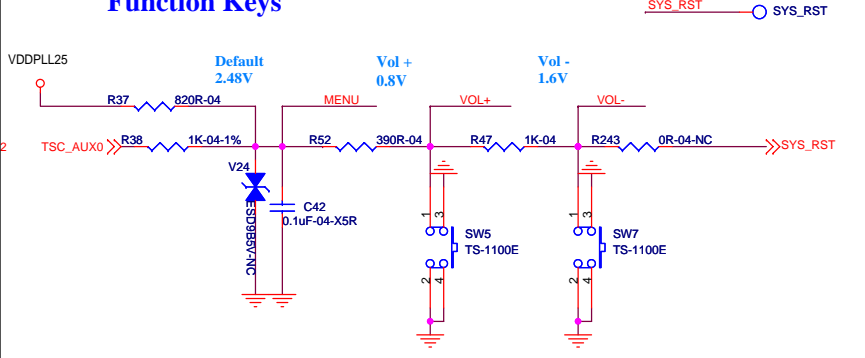 Function Keys
SYS_RST
SYS_RST
VDDPLL25
Default
2.48V
Vol +
0.8V
Vol -
1.6V
R37
820R-04
MENU
VOL+
VOL-
2
TSC_AUX0
R38
1K-04-1%
R52
390R-04
R47
1K-04
R243
0R-04-NC
SYS_RST
V24
ESD9B5V-NC
C42
0.1uF-04-X5R
1
3
SW5
TS-1100E
2
4
1
3
SW7
TS-1100E
2
4